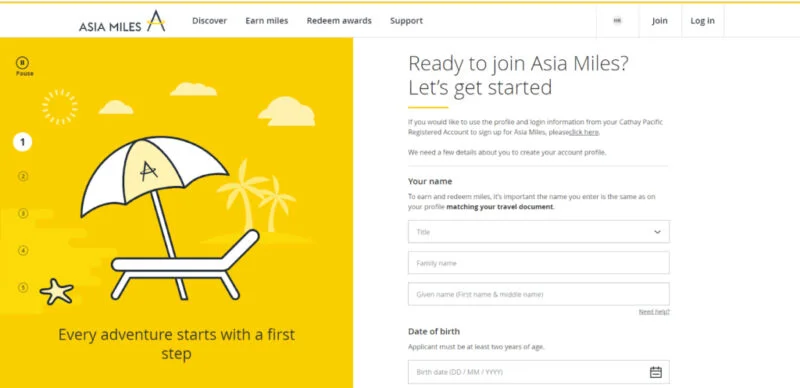 ASIA MILES
Discover Earn miles Redeem awards Support
HK Join Log in
Pause
1
2
3
4
5
Every adventure starts with a first
step
Ready to join Asia Miles?
Let's get started
If you would like to use the profile and login information from your Cathay Pacific
Registered Account to sign up for Asia Miles, pleaseclick here.
We need a few details about you to create your account profile.
Your name
To earn and redeem miles, it's important the name you enter is the same as on
your profile matching your travel document.
Title
Family name
Given name (First name & middle name)
Need help?
Date of birth
Applicant must be at least two years of age.
Birth date (DD / MM / YYYY)